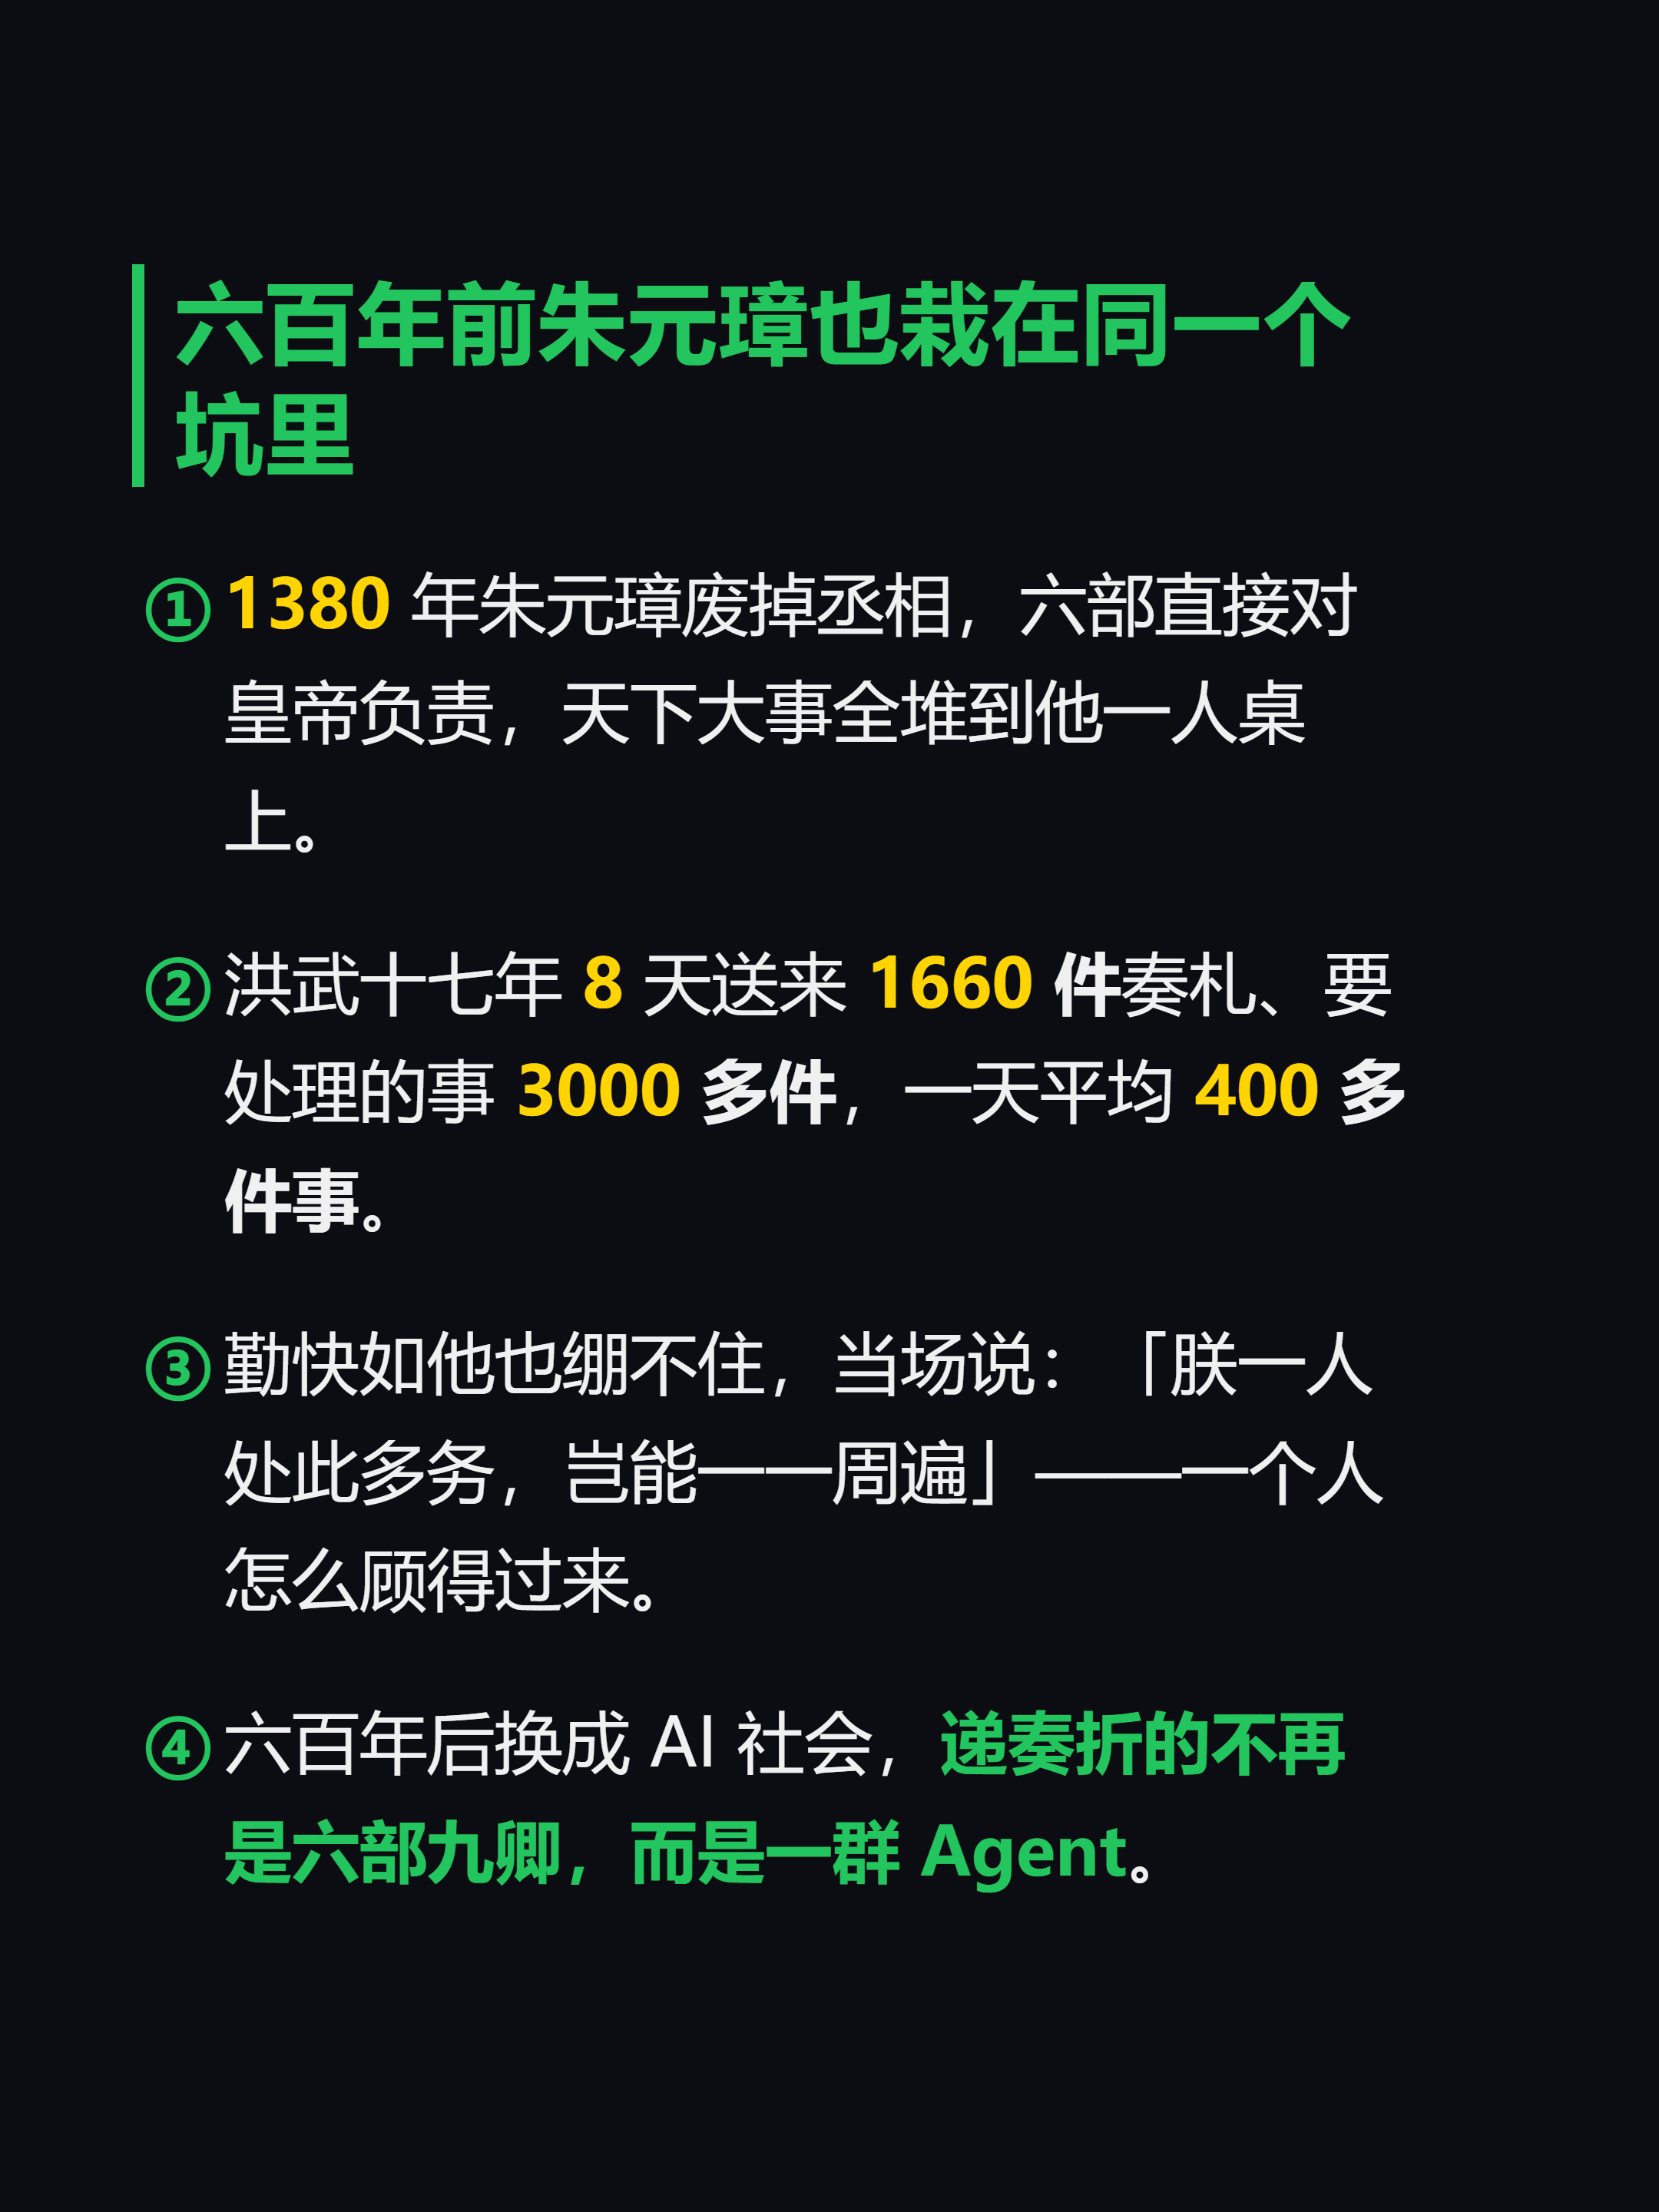 六百年前朱元璋也栽在同一个
坑里
① 1380 年朱元璋废掉丞相，六部直接对
皇帝负责，天下大事全堆到他一人桌
上。
② 洪武十七年 8 天送来 1660 件奏札、要
处理的事 3000 多件，一天平均 400 多
件事。
③ 勤快如他也绷不住，当场说：「朕一人
处此多务，岂能一一周遍」——一个人
怎么顾得过来。
④ 六百年后换成 AI 社会，递奏折的不再
是六部九卿，而是一群 Agent。